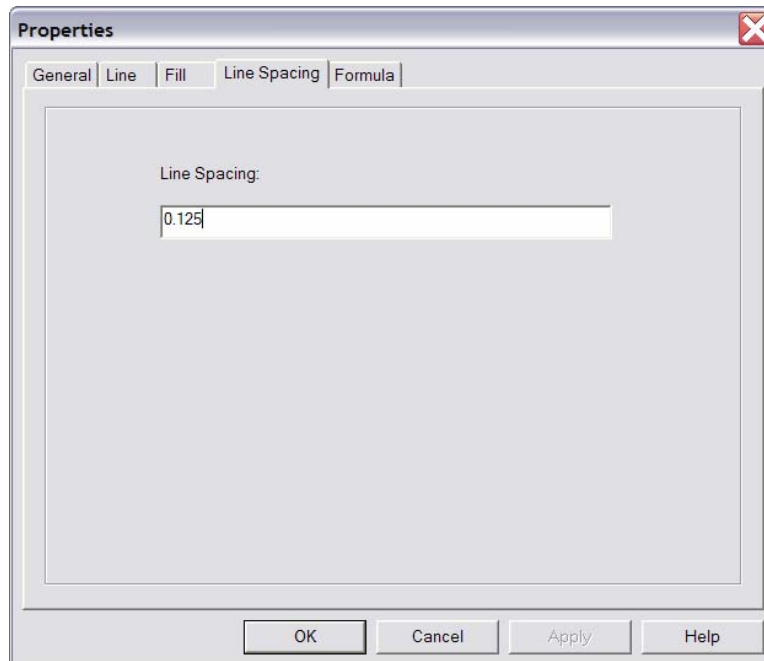 Properties
General Line Fill Line Spacing Formula
Line Spacing:
0.125
OK Cancel Apply Help